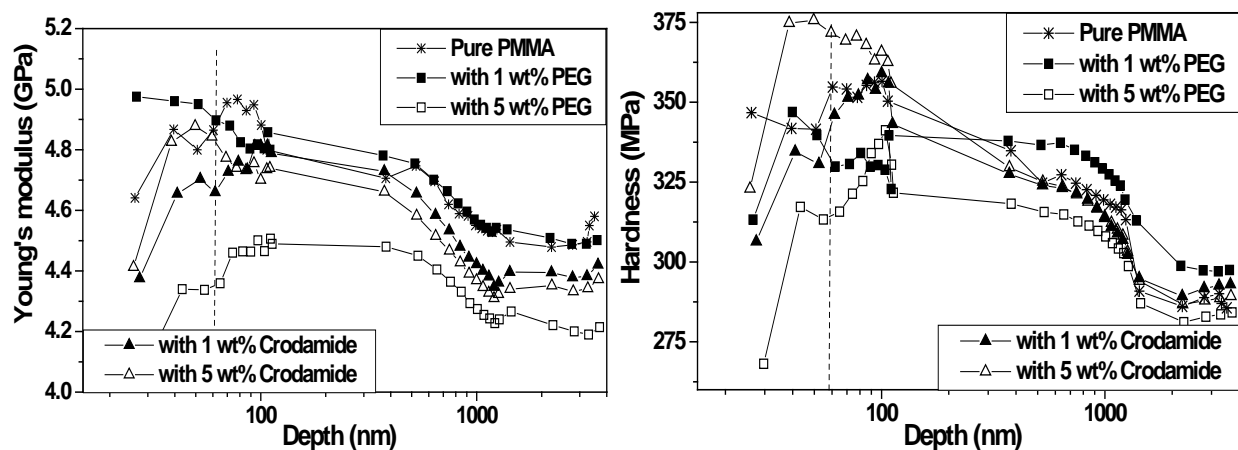 5.2
5.0
4.8
4.6
4.4
4.2
4.0
Young's modulus (GPa)
Pure PMMA
with 1 wt% PEG
with 5 wt% PEG
with 1 wt% Crodamide
with 5 wt% Crodamide
100
1000
Depth (nm)
375
350
325
300
275
Hardness (MPa)
Pure PMMA
with 1 wt% PEG
with 5 wt% PEG
with 1 wt% Crodamide
with 5 wt% Crodamide
100
1000
Depth (nm)